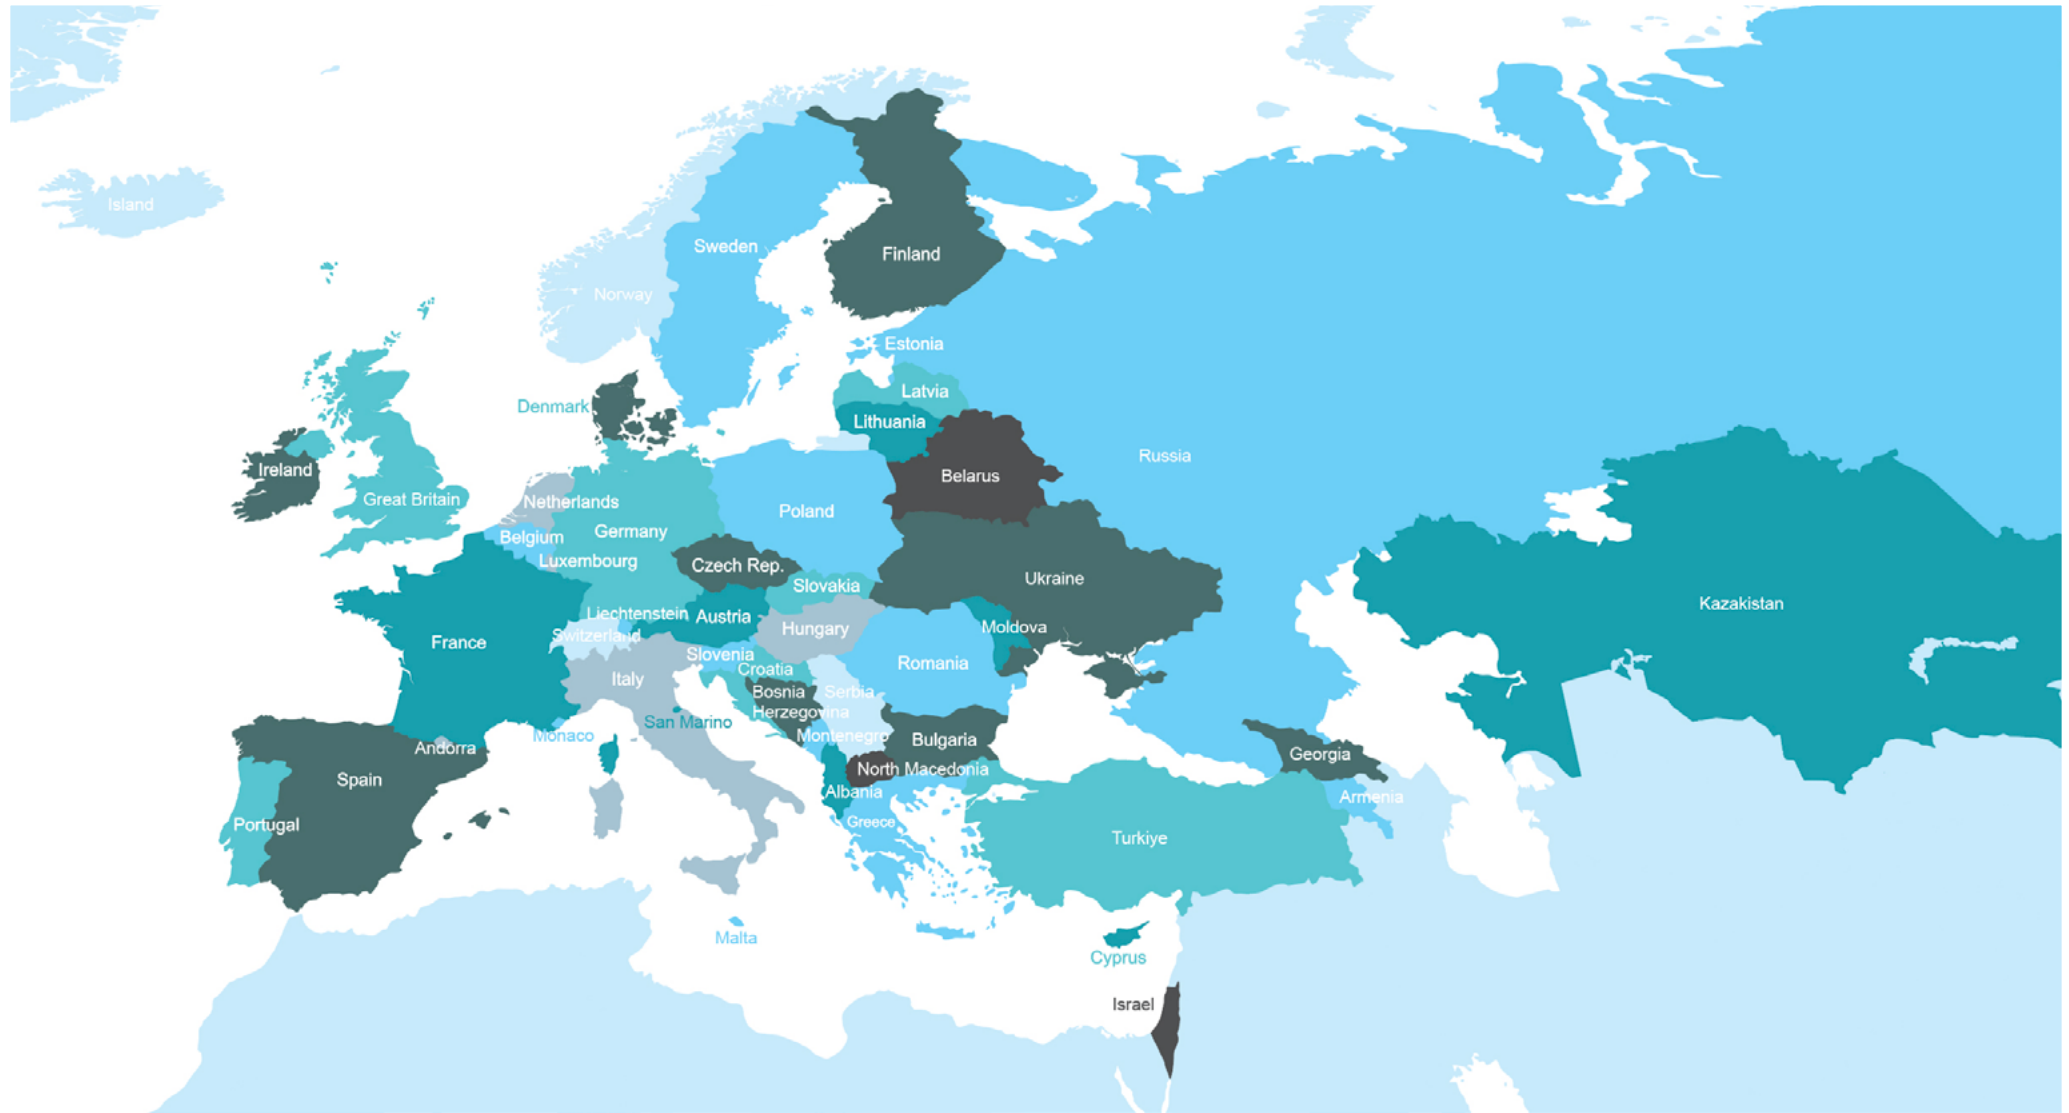 Island
Sweden
Finland
Norway
Estonia
Latvia
Denmark
Lithuania
Russia
Ireland
Belarus
Great Britain
Netherlands
Poland
Germany
Belgium
Luxembourg
Czech Rep.
Ukraine
Slovakia
Kazakistan
Liechtenstein
Austria
Hungary
Moldova
Switzerland
France
Slovenia
Romania
Croatia
Italy
Bosnia
Herzegovina
Serbia
San Marino
Monaco
Montenegro
Bulgaria
Andorra
Georgia
North Macedonia
Spain
Albania
Armenia
Greece
Portugal
Turkiye
Malta
Cyprus
Israel